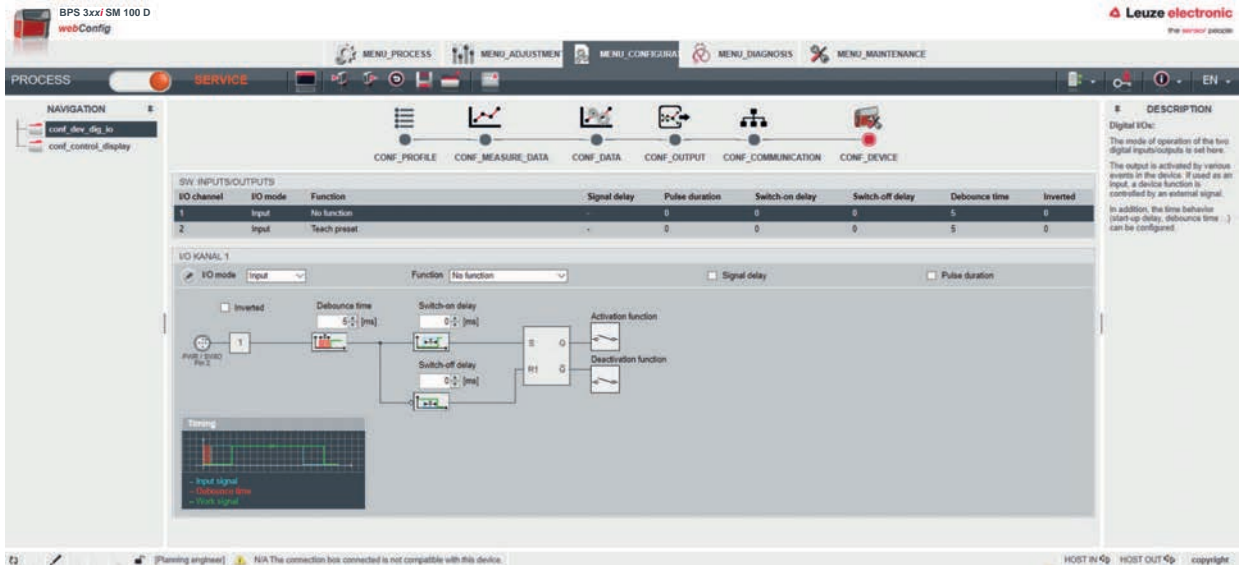 BPS 3xxi SM 100 D
webConfig
Leuze electronic
the sensor people
MENU_PROCESS
MENU_ADJUSTMEN
MENU_CONFIGURA
MENU_DIAGNOSIS
MENU_MAINTENANCE
PROCESS
SERVICE
EN
NAVIGATION
conf_dev_dig_io
conf_control_display
CONF_PROFILE
CONF_MEASURE_DATA
CONF_DATA
CONF_OUTPUT
CONF_COMMUNICATION
CONF_DEVICE
SW INPUTS/OUTPUTS
I/O channel I/O mode Function Signal delay Pulse duration Switch-on delay Switch-off delay Debounce time Inverted
1 Input No function - 0 0 0 5 0
2 Input Teach preset - 0 0 0 5 0
I/O KANAL 1
I/O mode Input
Function No function
Signal delay
Pulse duration
Inverted
Debounce time
5 [ms]
Switch-on delay
0 [ms]
Activation function
PWR / SWIO
Pin 2
1
S Q
Switch-off delay
0 [ms]
Deactivation function
R1 Q̅
Timing
- Input signal
- Debounce time
- Work signal
DESCRIPTION
Digital I/Os:
The mode of operation of the two
digital inputs/outputs is set here.
The output is activated by various
events in the device. If used as an
input, a device function is
controlled by an external signal.
In addition, the time behavior
(start-up delay, debounce time ...)
can be configured.
[Planning engineer]
N/A The connection box connected is not compatible with this device.
HOST IN
HOST OUT
copyright